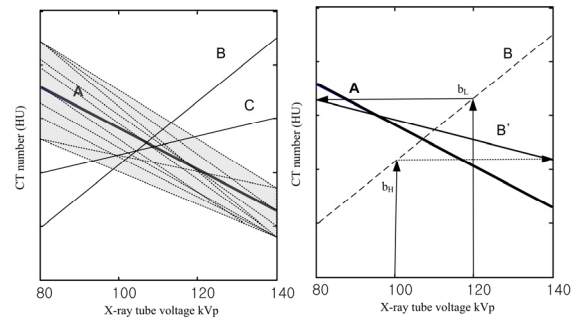 B
A
C
CT number (HU)
80
100
120
140
X-ray tube voltage kVp
B
A
b_L
B'
b_H
CT number (HU)
80
100
120
140
X-ray tube voltage kVp